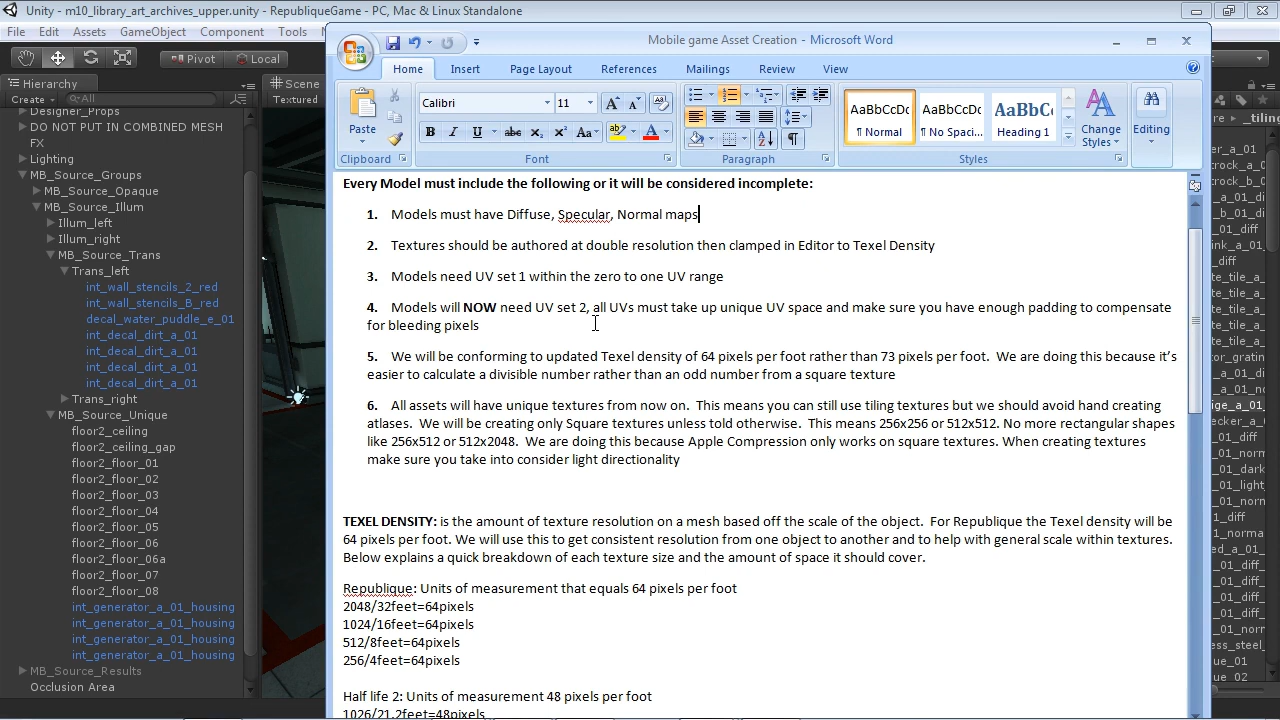 Unity - m10_library_art_archives_upper.unity - RepubliqueGame - PC, Mac & Linux Standalone
File Edit Assets GameObject Component Tools
Pivot Local
Hierarchy
Scene
Create All
Textured
Designer_Props
DO NOT PUT IN COMBINED MESH
FX
Lighting
MB_Source_Groups
MB_Source_Opaque
MB_Source_Illum
Illum_left
Illum_right
MB_Source_Trans
Trans_left
int_wall_stencils_2_red
int_wall_stencils_B_red
decal_water_puddle_e_01
int_decal_dirt_a_01
int_decal_dirt_a_01
int_decal_dirt_a_01
int_decal_dirt_a_01
Trans_right
MB_Source_Unique
floor2_ceiling
floor2_ceiling_gap
floor2_floor_01
floor2_floor_02
floor2_floor_03
floor2_floor_04
floor2_floor_05
floor2_floor_06
floor2_floor_06a
floor2_floor_07
floor2_floor_08
int_generator_a_01_housing
int_generator_a_01_housing
int_generator_a_01_housing
int_generator_a_01_housing
MB_Source_Results
Occlusion Area
Mobile game Asset Creation - Microsoft Word
Home Insert Page Layout References Mailings Review View
Paste
Clipboard
Calibri 11
Font
Paragraph
AaBbCcDc AaBbCcDc AaBbC
¶ Normal ¶ No Spaci... Heading 1
Change Styles
Styles
Editing
Every Model must include the following or it will be considered incomplete:
1. Models must have Diffuse, Specular, Normal maps
2. Textures should be authored at double resolution then clamped in Editor to Texel Density
3. Models need UV set1 within the zero to one UV range
4. Models will NOW need UV set 2, all UVs must take up unique UV space and make sure you have enough padding to compensate
for bleeding pixels
5. We will be conforming to updated Texel density of 64 pixels per foot rather than 73 pixels per foot. We are doing this because it's
easier to calculate a divisible number rather than an odd number from a square texture
6. All assets will have unique textures from now on. This means you can still use tiling textures but we should avoid hand creating
atlases. We will be creating only Square textures unless told otherwise. This means 256x256 or 512x512. No more rectangular shapes
like 256x512 or 512x2048. We are doing this because Apple Compression only works on square textures. When creating textures
make sure you take into consider light directionality
TEXEL DENSITY: is the amount of texture resolution on a mesh based off the scale of the object. For Republique the Texel density will be
64 pixels per foot. We will use this to get consistent resolution from one object to another and to help with general scale within textures.
Below explains a quick breakdown of each texture size and the amount of space it should cover.
Republique: Units of measurement that equals 64 pixels per foot
2048/32feet=64pixels
1024/16feet=64pixels
512/8feet=64pixels
256/4feet=64pixels
Half life 2: Units of measurement 48 pixels per foot
1026/21.2feet=48pixels